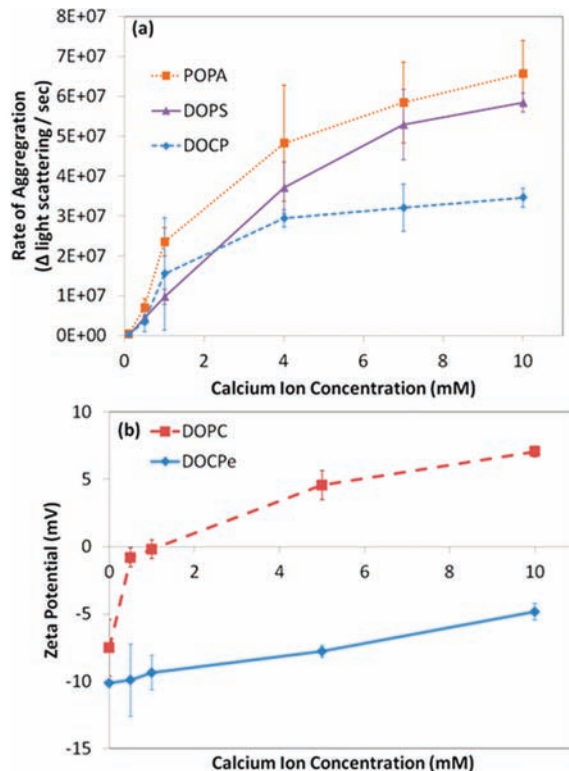 8E+07
(a)
7E+07
POPA
6E+07
DOPS
5E+07
DOCP
4E+07
3E+07
2E+07
1E+07
0E+00
Rate of Aggregration
(Δ light scattering / sec)
0 2 4 6 8 10
Calcium Ion Concentration (mM)
10
(b)
DOPC
DOCPe
5
0
-5
-10
-15
Zeta Potential (mV)
0 2 4 6 8 10
Calcium Ion Concentration (mM)